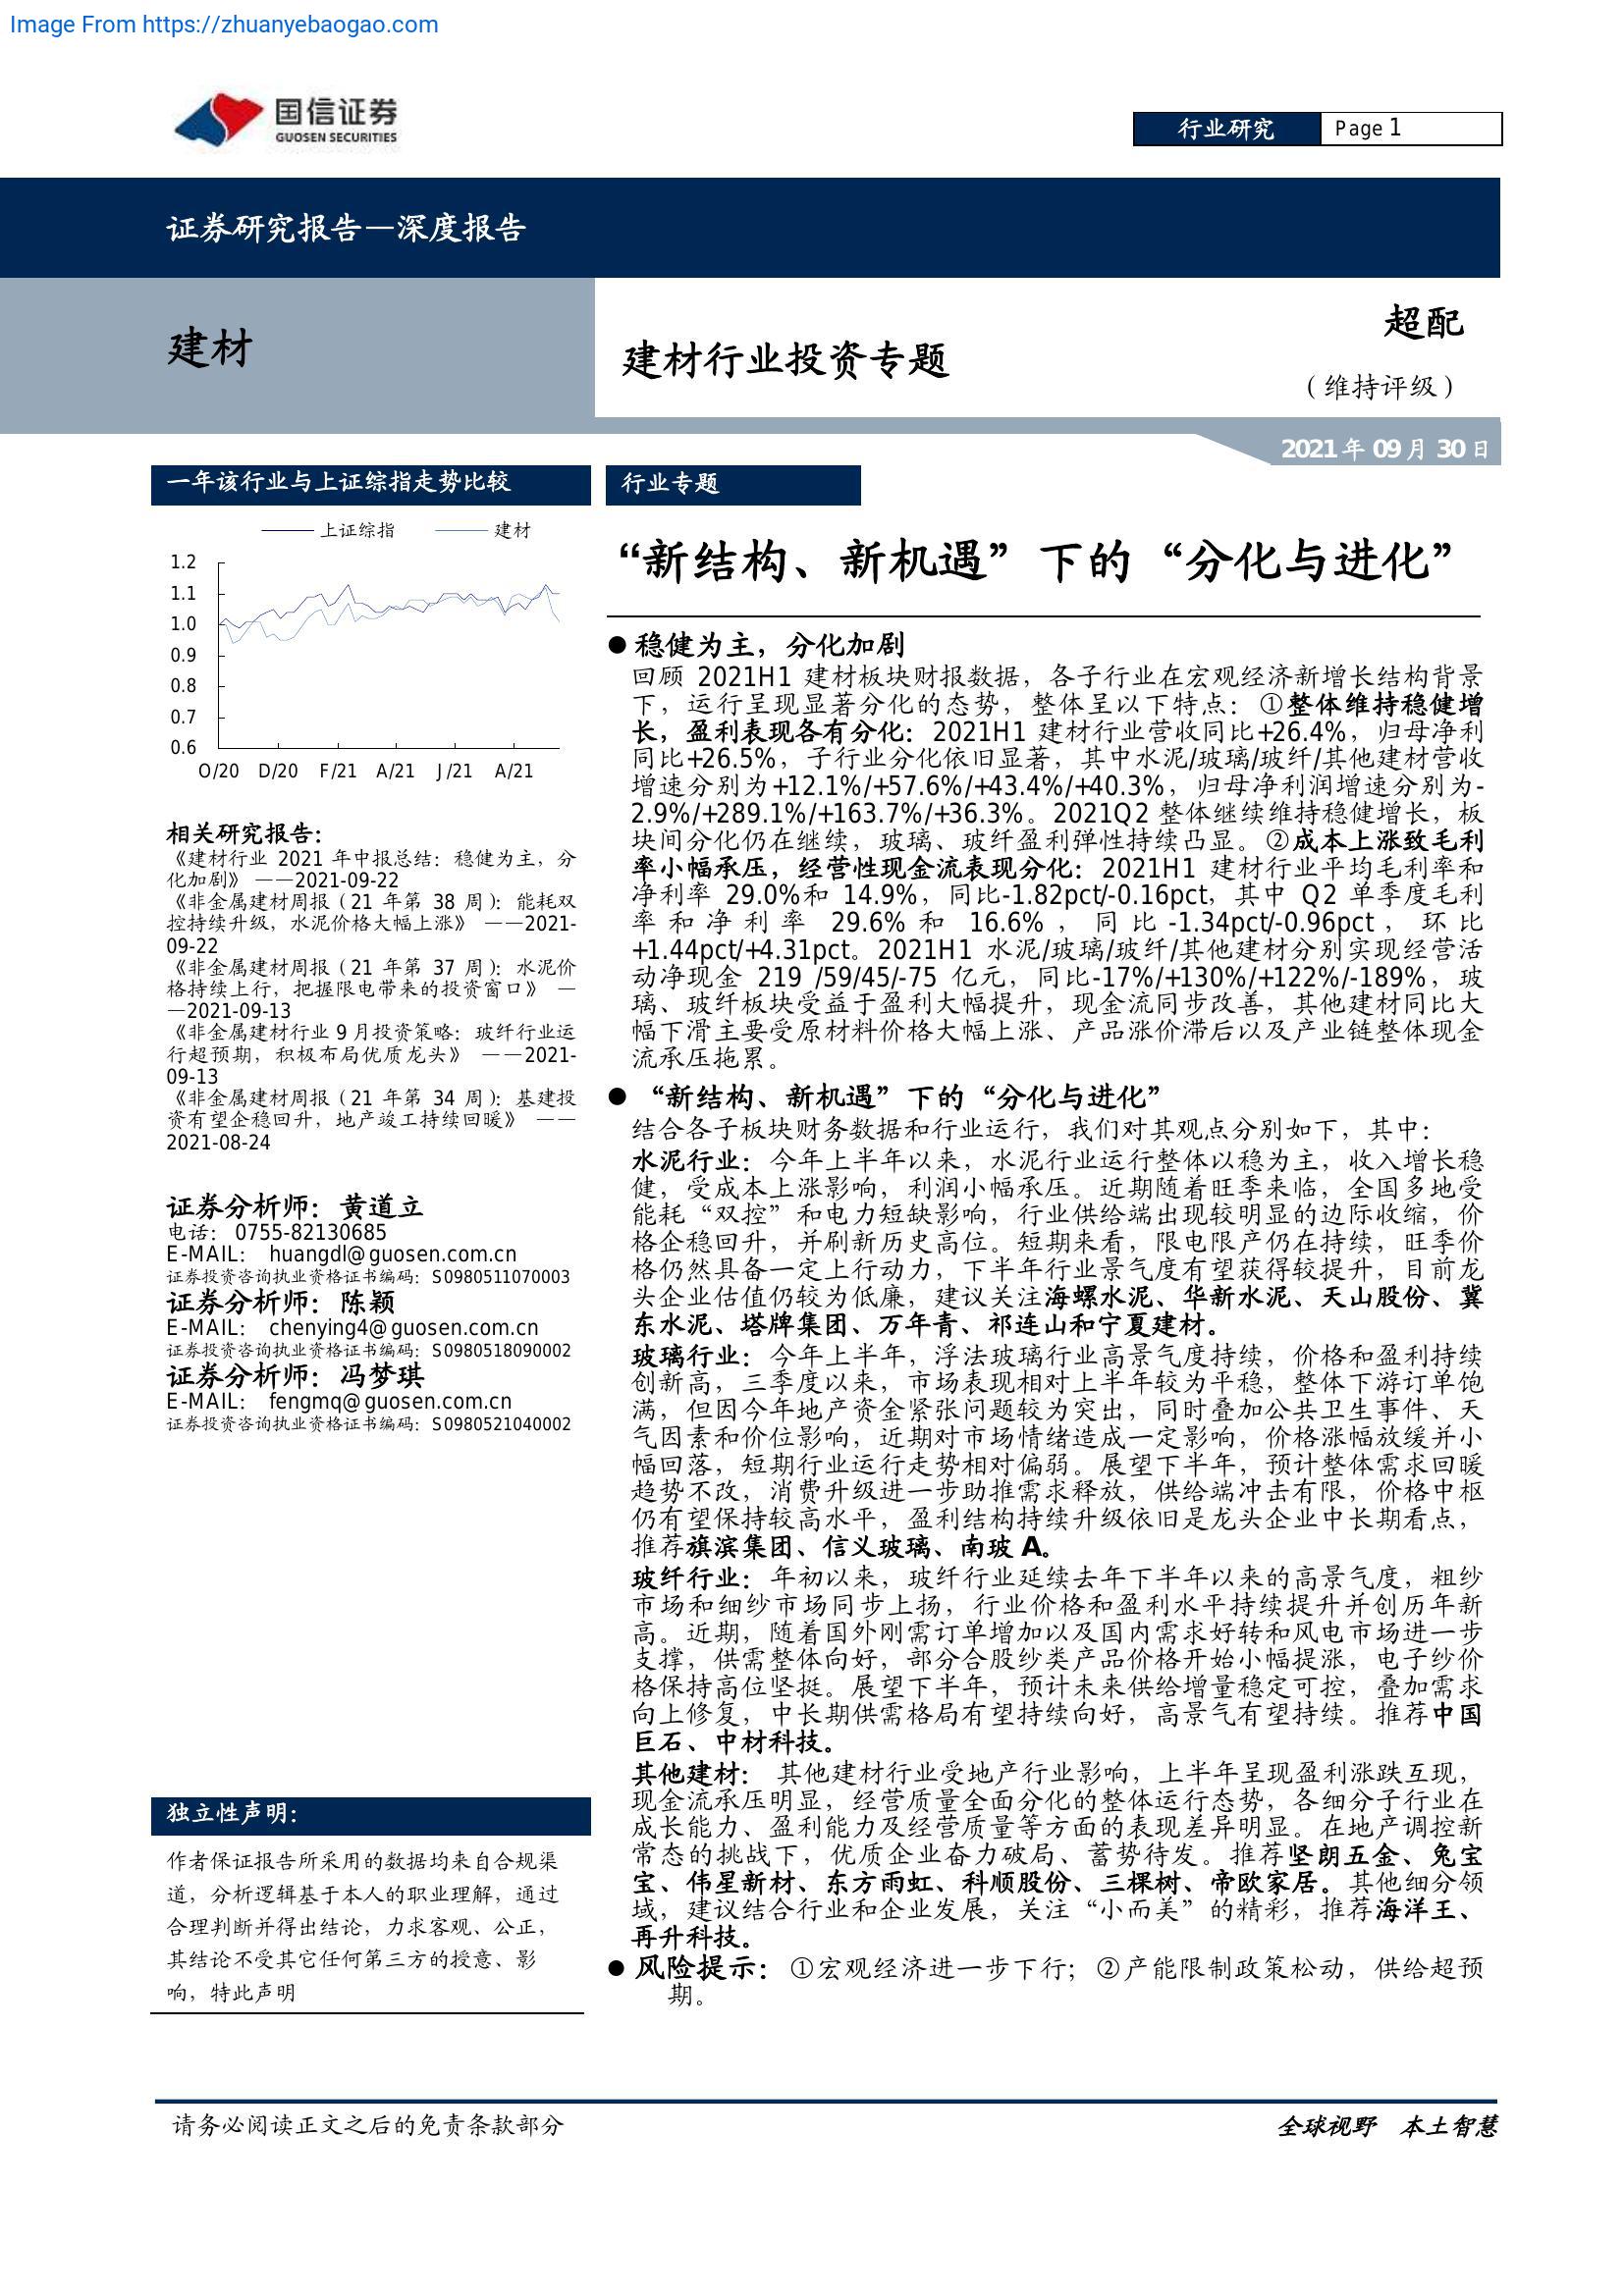 Image From https://zhuanyebaogao.com
国信证券
GUOSEN SECURITIES
行业研究
Page 1
证券研究报告—深度报告
建材
建材行业投资专题
超配
（维持评级）
2021 年 09 月 30 日
一年该行业与上证综指走势比较
上证综指 建材
1.2
1.1
1.0
0.9
0.8
0.7
0.6
O/20 D/20 F/21 A/21 J/21 A/21
相关研究报告：
《建材行业 2021 年中报总结：稳健为主，分
化加剧》 ——2021-09-22
《非金属建材周报（21 年第 38 周）：能耗双
控持续升级，水泥价格大幅上涨》 ——2021-
09-22
《非金属建材周报（21 年第 37 周）：水泥价
格持续上行，把握限电带来的投资窗口》 —
—2021-09-13
《非金属建材行业 9 月投资策略：玻纤行业运
行超预期，积极布局优质龙头》 ——2021-
09-13
《非金属建材周报（21 年第 34 周）：基建投
资有望企稳回升，地产竣工持续回暖》 ——
2021-08-24
证券分析师：黄道立
电话： 0755-82130685
E-MAIL： huangdl@guosen.com.cn
证券投资咨询执业资格证书编码：S0980511070003
证券分析师：陈颖
E-MAIL： chenying4@guosen.com.cn
证券投资咨询执业资格证书编码：S0980518090002
证券分析师：冯梦琪
E-MAIL： fengmq@guosen.com.cn
证券投资咨询执业资格证书编码：S0980521040002
独立性声明：
作者保证报告所采用的数据均来自合规渠
道，分析逻辑基于本人的职业理解，通过
合理判断并得出结论，力求客观、公正，
其结论不受其它任何第三方的授意、影
响，特此声明
行业专题
“新结构、新机遇”下的“分化与进化”
● 稳健为主，分化加剧
回顾 2021H1 建材板块财报数据，各子行业在宏观经济新增长结构背景
下，运行呈现显著分化的态势，整体呈以下特点：①整体维持稳健增
长，盈利表现各有分化：2021H1 建材行业营收同比+26.4%，归母净利
同比+26.5%，子行业分化依旧显著，其中水泥/玻璃/玻纤/其他建材营收
增速分别为+12.1%/+57.6%/+43.4%/+40.3%，归母净利润增速分别为-
2.9%/+289.1%/+163.7%/+36.3%。2021Q2 整体继续维持稳健增长，板
块间分化仍在继续，玻璃、玻纤盈利弹性持续凸显。②成本上涨致毛利
率小幅承压，经营性现金流表现分化：2021H1 建材行业平均毛利率和
净利率 29.0%和 14.9%，同比-1.82pct/-0.16pct，其中 Q2 单季度毛利
率和净利率 29.6% 和 16.6%，同比-1.34pct/-0.96pct，环比
+1.44pct/+4.31pct。2021H1 水泥/玻璃/玻纤/其他建材分别实现经营活
动净现金 219 /59/45/-75 亿元，同比-17%/+130%/+122%/-189%，玻
璃、玻纤板块受益于盈利大幅提升，现金流同步改善，其他建材同比大
幅下滑主要受原材料价格大幅上涨、产品涨价滞后以及产业链整体现金
流承压拖累。
● “新结构、新机遇”下的“分化与进化”
结合各子板块财务数据和行业运行，我们对其观点分别如下，其中：
水泥行业：今年上半年以来，水泥行业运行整体以稳为主，收入增长稳
健，受成本上涨影响，利润小幅承压。近期随着旺季来临，全国多地受
能耗“双控”和电力短缺影响，行业供给端出现较明显的边际收缩，价
格企稳回升，并刷新历史高位。短期来看，限电限产仍在持续，旺季价
格仍然具备一定上行动力，下半年行业景气度有望获得较提升，目前龙
头企业估值仍较为低廉，建议关注海螺水泥、华新水泥、天山股份、冀
东水泥、塔牌集团、万年青、祁连山和宁夏建材。
玻璃行业：今年上半年，浮法玻璃行业高景气度持续，价格和盈利持续
创新高，三季度以来，市场表现相对上半年较为平稳，整体下游订单饱
满，但因今年地产资金紧张问题较为突出，同时叠加公共卫生事件、天
气因素和价位影响，近期对市场情绪造成一定影响，价格涨幅放缓并小
幅回落，短期行业运行走势相对偏弱。展望下半年，预计整体需求回暖
趋势不改，消费升级进一步助推需求释放，供给端冲击有限，价格中枢
仍有望保持较高水平，盈利结构持续升级依旧是龙头企业中长期看点，
推荐旗滨集团、信义玻璃、南玻 A。
玻纤行业：年初以来，玻纤行业延续去年下半年以来的高景气度，粗纱
市场和细纱市场同步上扬，行业价格和盈利水平持续提升并创历年新
高。近期，随着国外刚需订单增加以及国内需求好转和风电市场进一步
支撑，供需整体向好，部分合股纱类产品价格开始小幅提涨，电子纱价
格保持高位坚挺。展望下半年，预计未来供给增量稳定可控，叠加需求
向上修复，中长期供需格局有望持续向好，高景气有望持续。推荐中国
巨石、中材科技。
其他建材： 其他建材行业受地产行业影响，上半年呈现盈利涨跌互现，
现金流承压明显，经营质量全面分化的整体运行态势，各细分子行业在
成长能力、盈利能力及经营质量等方面的表现差异明显。在地产调控新
常态的挑战下，优质企业奋力破局、蓄势待发。推荐坚朗五金、兔宝
宝、伟星新材、东方雨虹、科顺股份、三棵树、帝欧家居。其他细分领
域，建议结合行业和企业发展，关注“小而美”的精彩，推荐海洋王、
再升科技。
● 风险提示：①宏观经济进一步下行；②产能限制政策松动，供给超预
期。
请务必阅读正文之后的免责条款部分
全球视野 本土智慧